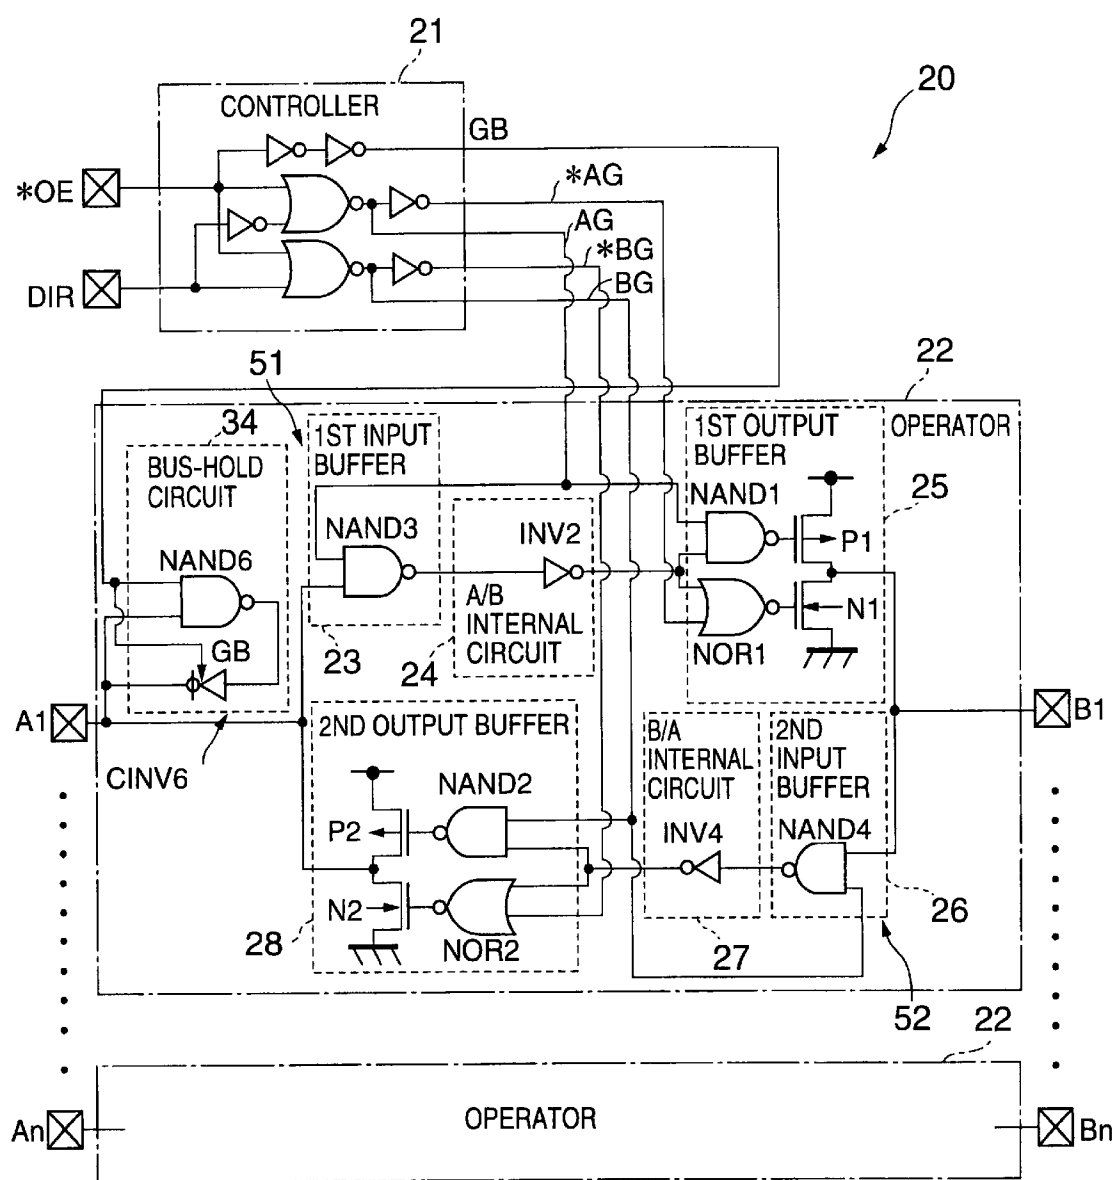 21
20
CONTROLLER
GB
*OE
*AG
AG
*BG
BG
DIR
51
22
34
1ST INPUT
BUFFER
1ST OUTPUT
BUFFER
OPERATOR
BUS-HOLD
CIRCUIT
NAND1
25
NAND3
INV2
P1
NAND6
A/B
INTERNAL
CIRCUIT
N1
23
24
NOR1
GB
A1
B1
2ND OUTPUT BUFFER
B/A
INTERNAL
CIRCUIT
2ND
INPUT
BUFFER
CINV6
NAND2
P2
INV4
NAND4
N2
26
28
NOR2
27
52
22
An
OPERATOR
Bn